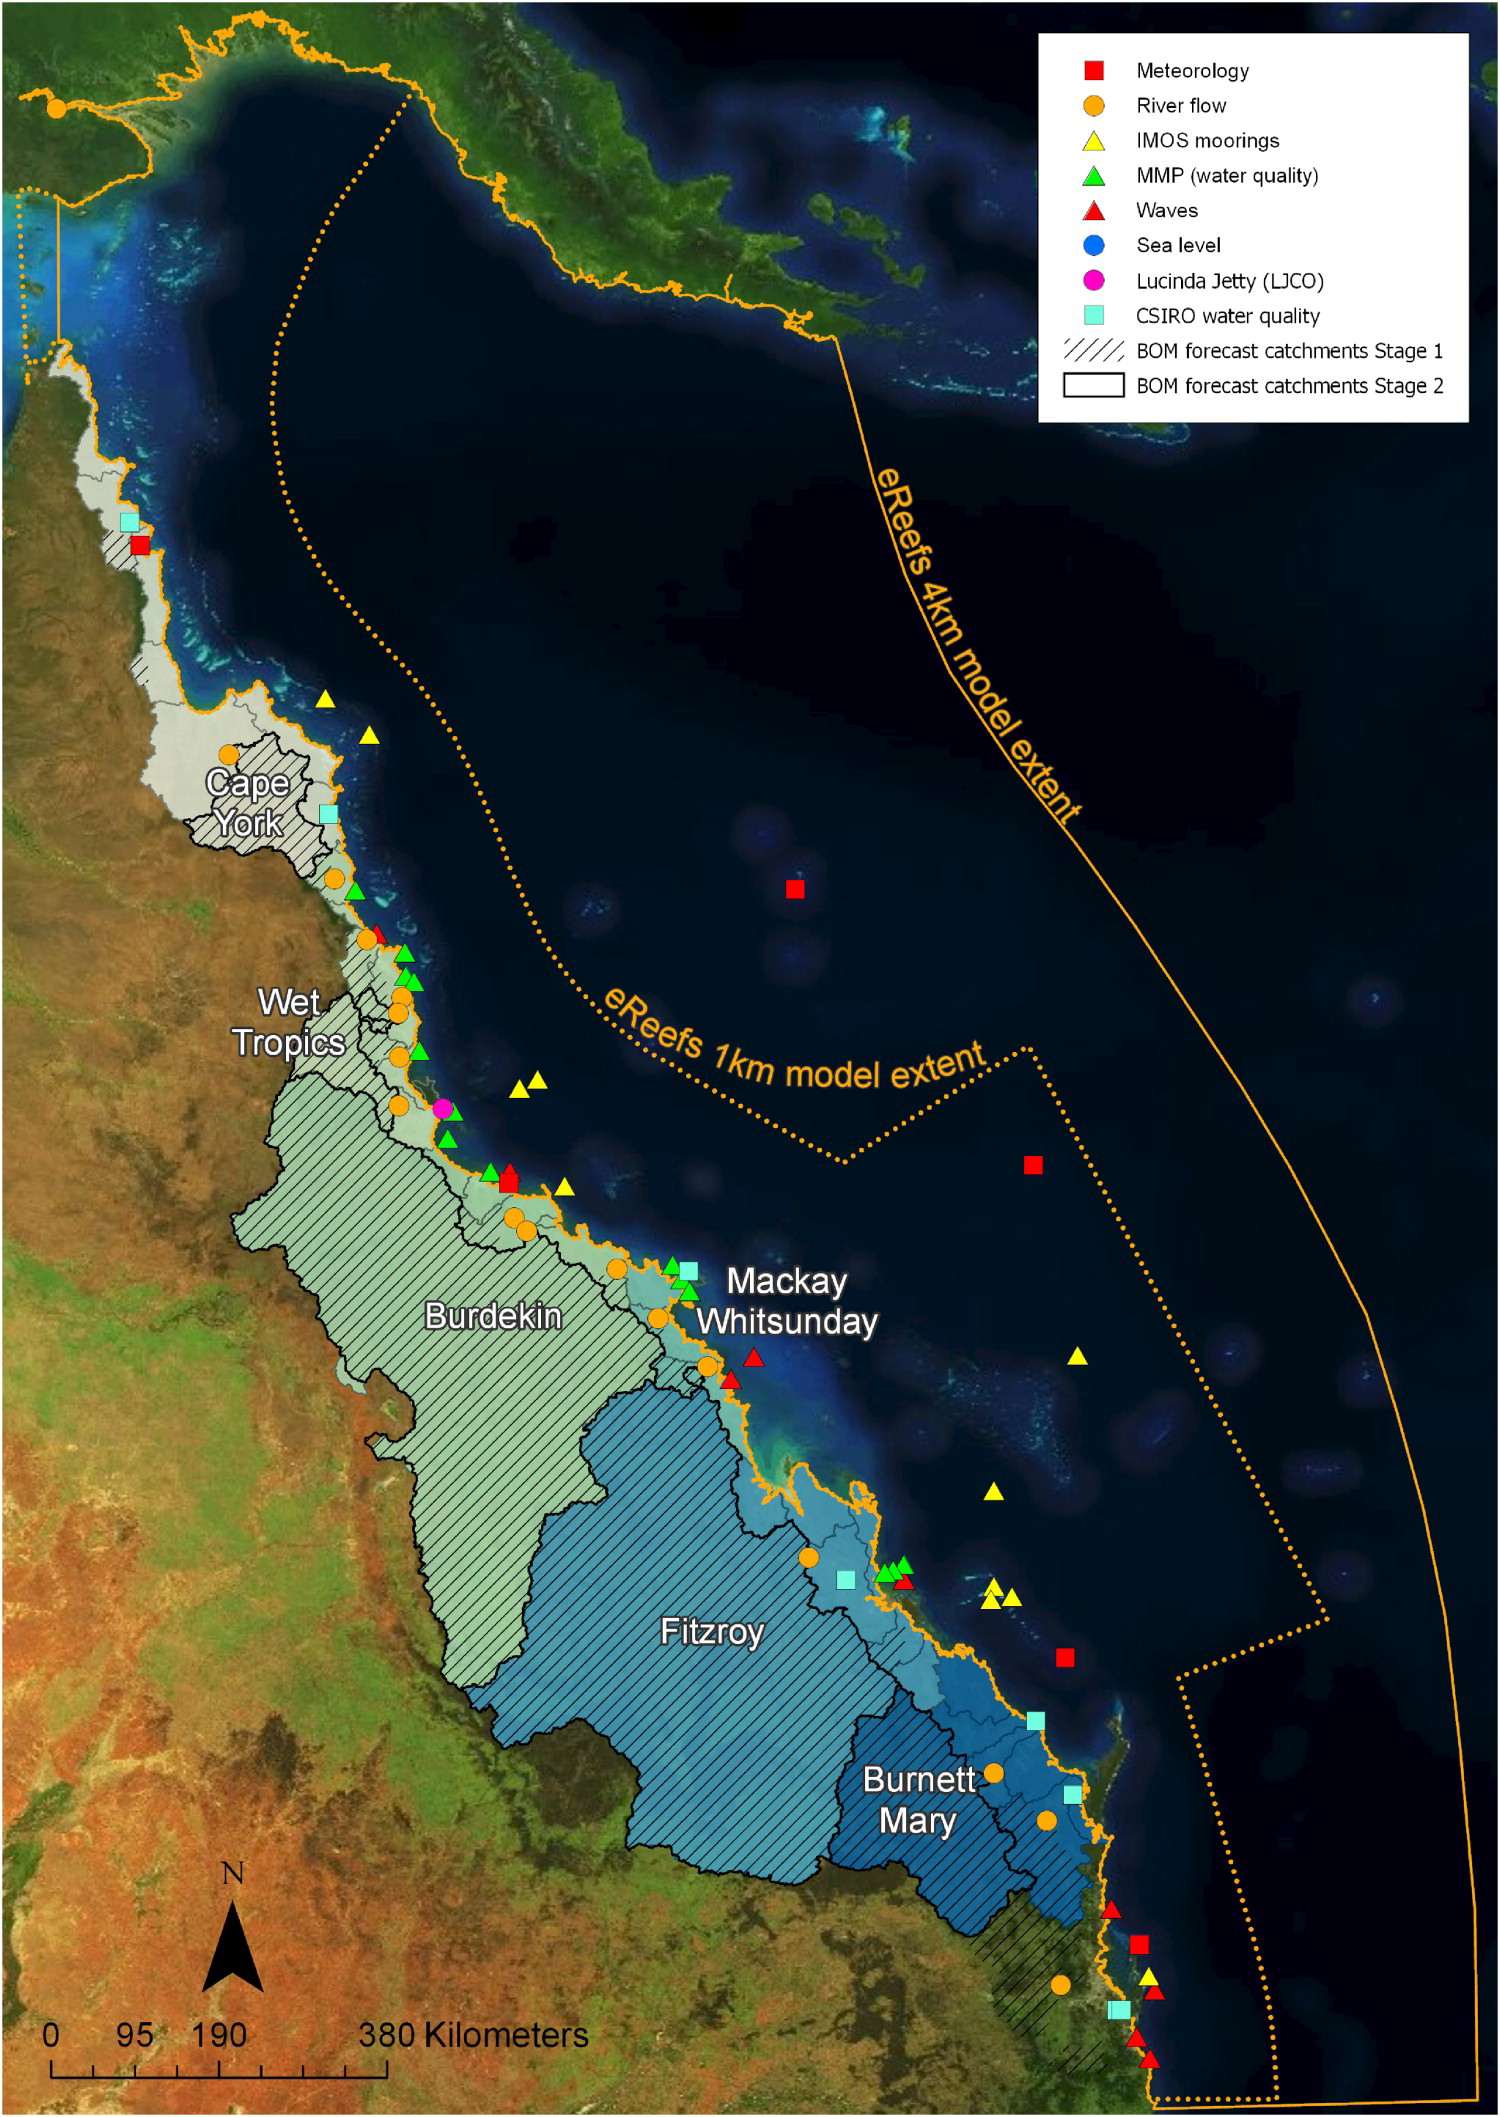 Meteorology
River flow
IMOS moorings
MMP (water quality)
Waves
Sea level
Lucinda Jetty (LJCO)
CSIRO water quality
BOM forecast catchments Stage 1
BOM forecast catchments Stage 2
eReefs 4km model extent
Cape
York
eReefs 1km model extent
Wet
Tropics
Mackay
Whitsunday
Burdekin
Fitzroy
Burnett
Mary
N
0 95 190 380 Kilometers